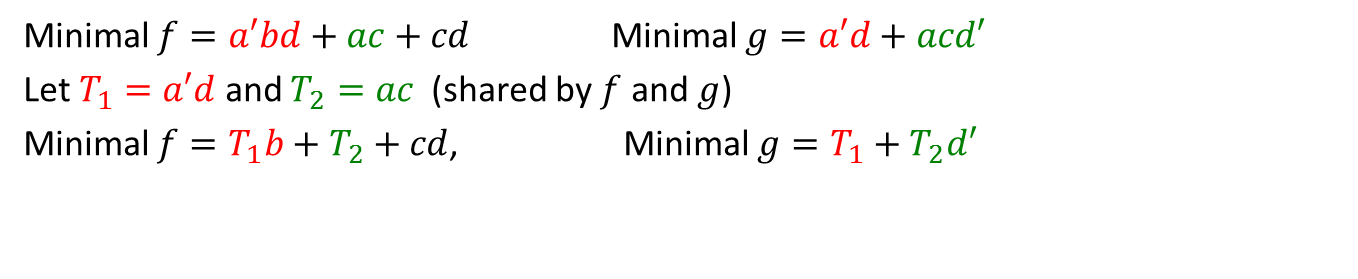 Minimal f = a′bd + ac + cd Minimal g = a′d + acd′
Let T₁ = a′d and T₂ = ac (shared by f and g)
Minimal f = T₁b + T₂ + cd, Minimal g = T₁ + T₂d′